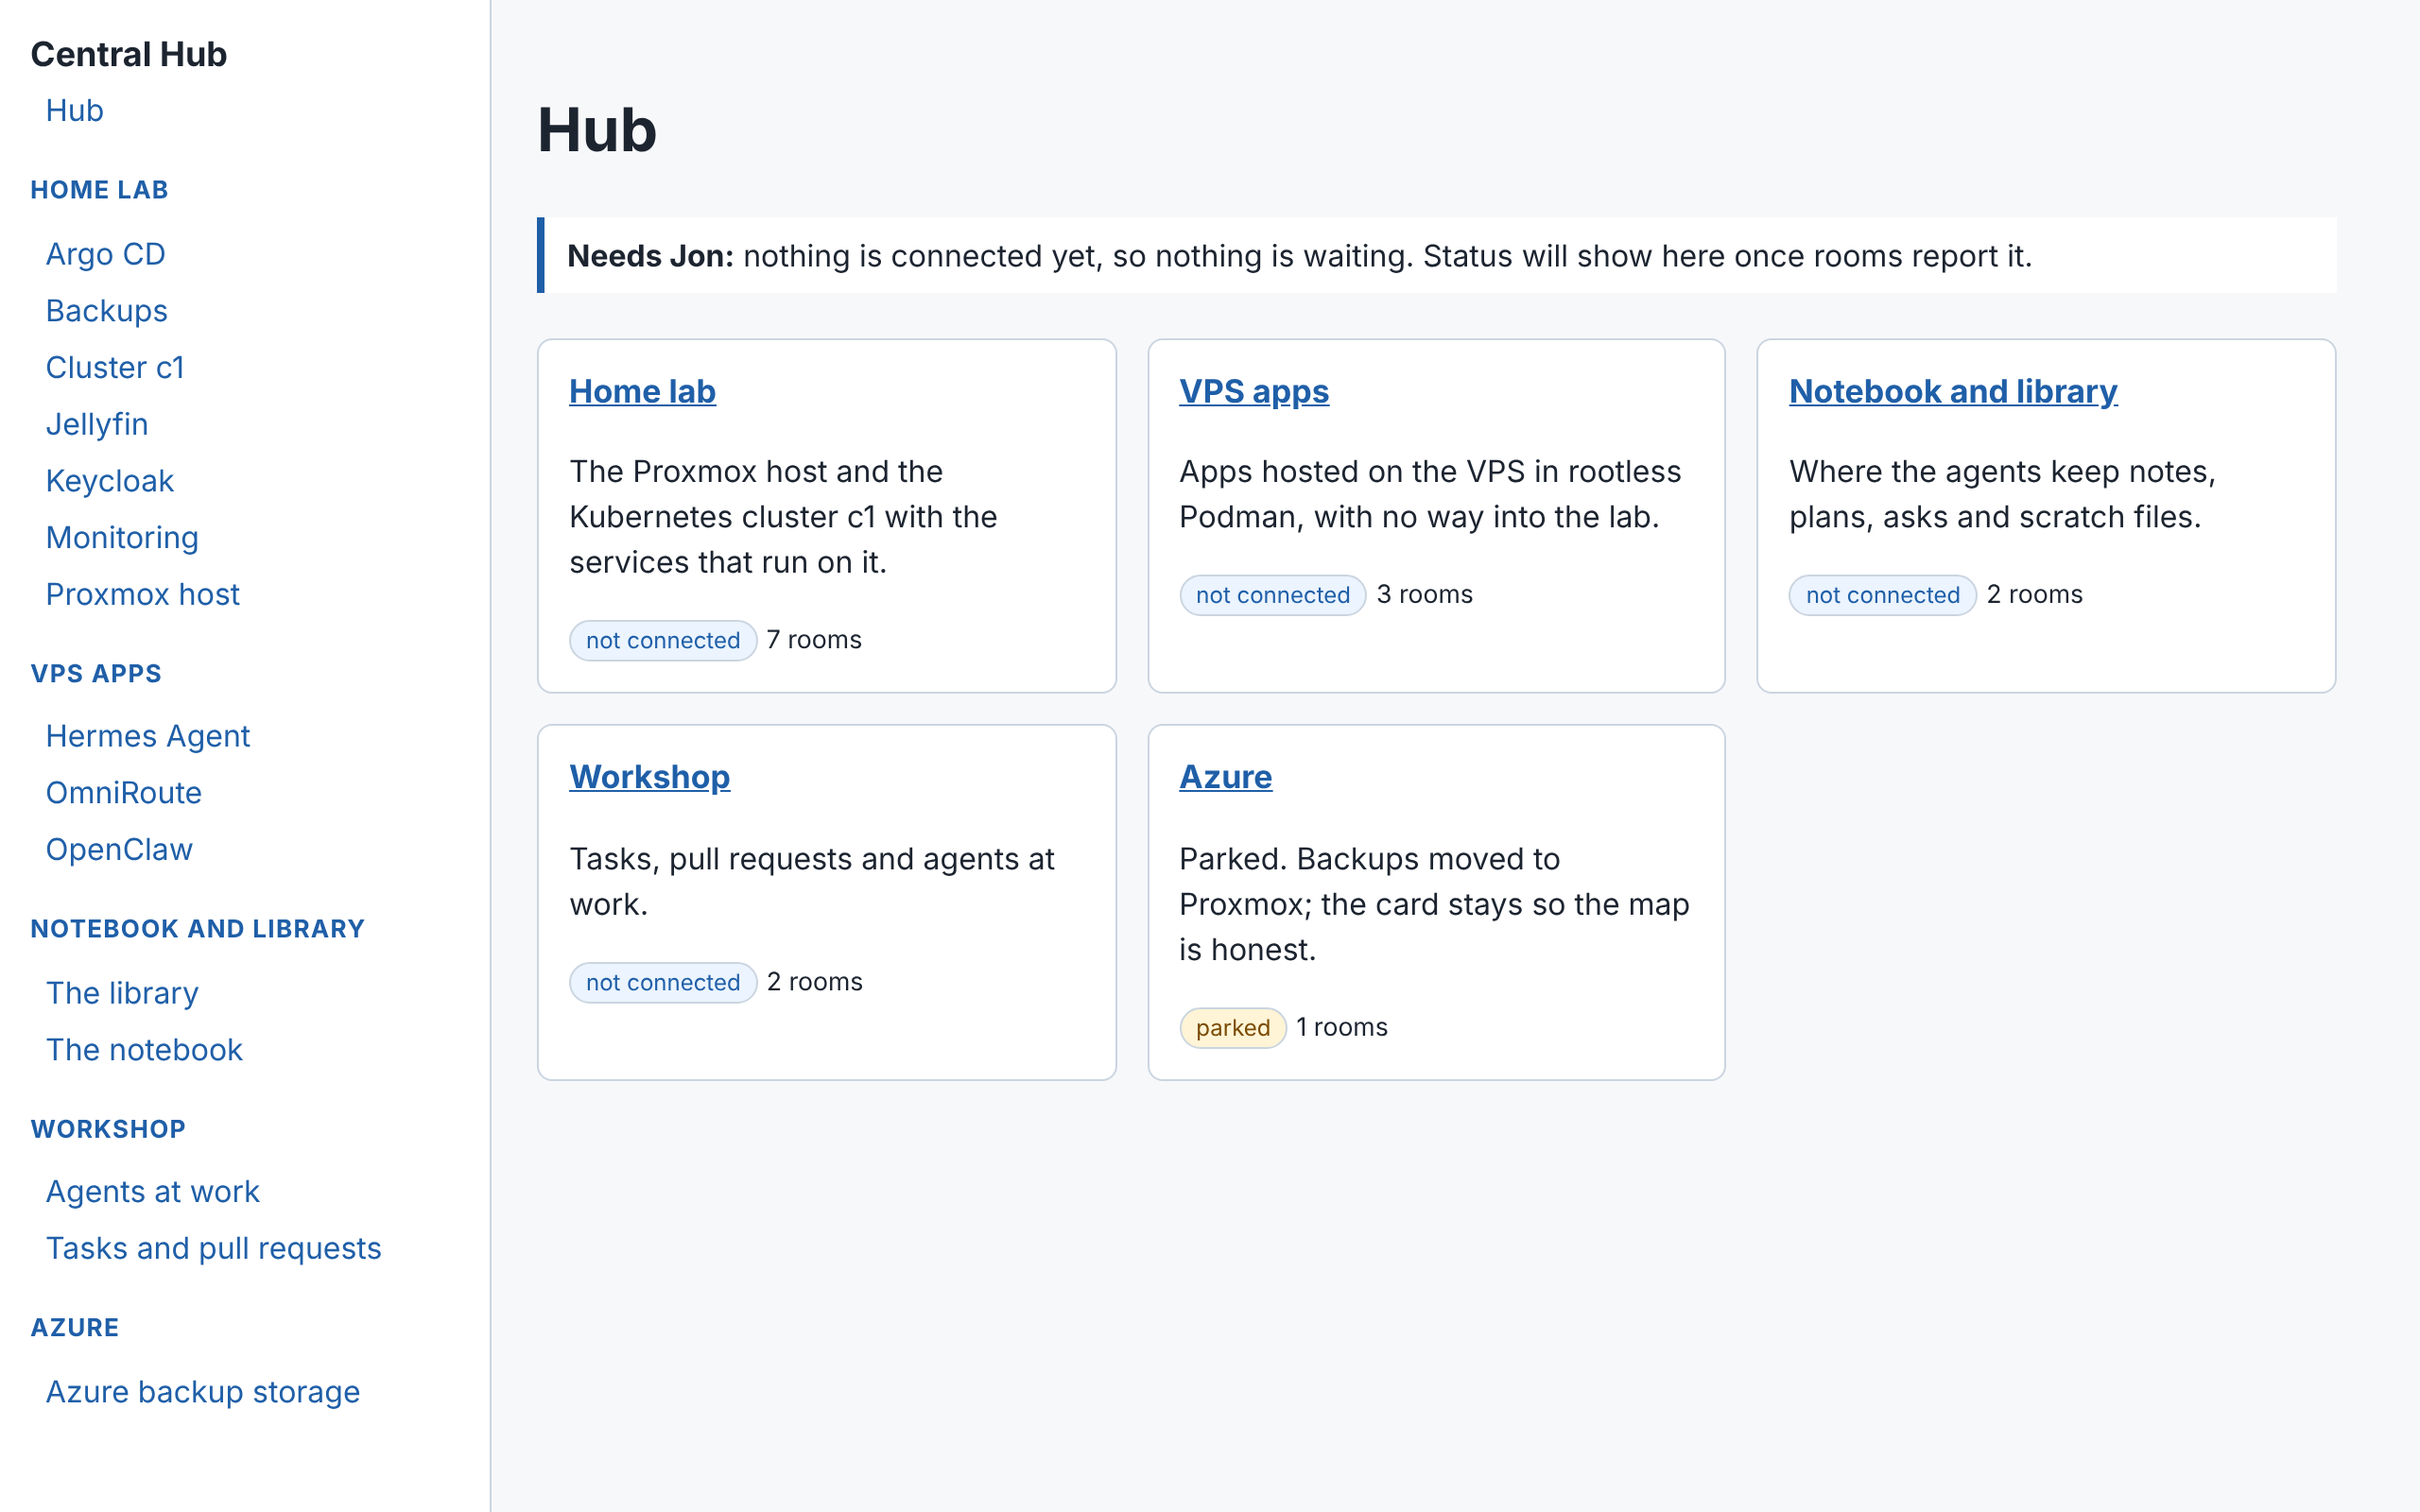 Central Hub
Hub
HOME LAB
Argo CD
Backups
Cluster c1
Jellyfin
Keycloak
Monitoring
Proxmox host
VPS APPS
Hermes Agent
OmniRoute
OpenClaw
NOTEBOOK AND LIBRARY
The library
The notebook
WORKSHOP
Agents at work
Tasks and pull requests
AZURE
Azure backup storage
Hub
Needs Jon: nothing is connected yet, so nothing is waiting. Status will show here once rooms report it.
Home lab
The Proxmox host and the
Kubernetes cluster c1 with the
services that run on it.
not connected 7 rooms
VPS apps
Apps hosted on the VPS in rootless
Podman, with no way into the lab.
not connected 3 rooms
Notebook and library
Where the agents keep notes,
plans, asks and scratch files.
not connected 2 rooms
Workshop
Tasks, pull requests and agents at
work.
not connected 2 rooms
Azure
Parked. Backups moved to
Proxmox; the card stays so the map
is honest.
parked 1 rooms